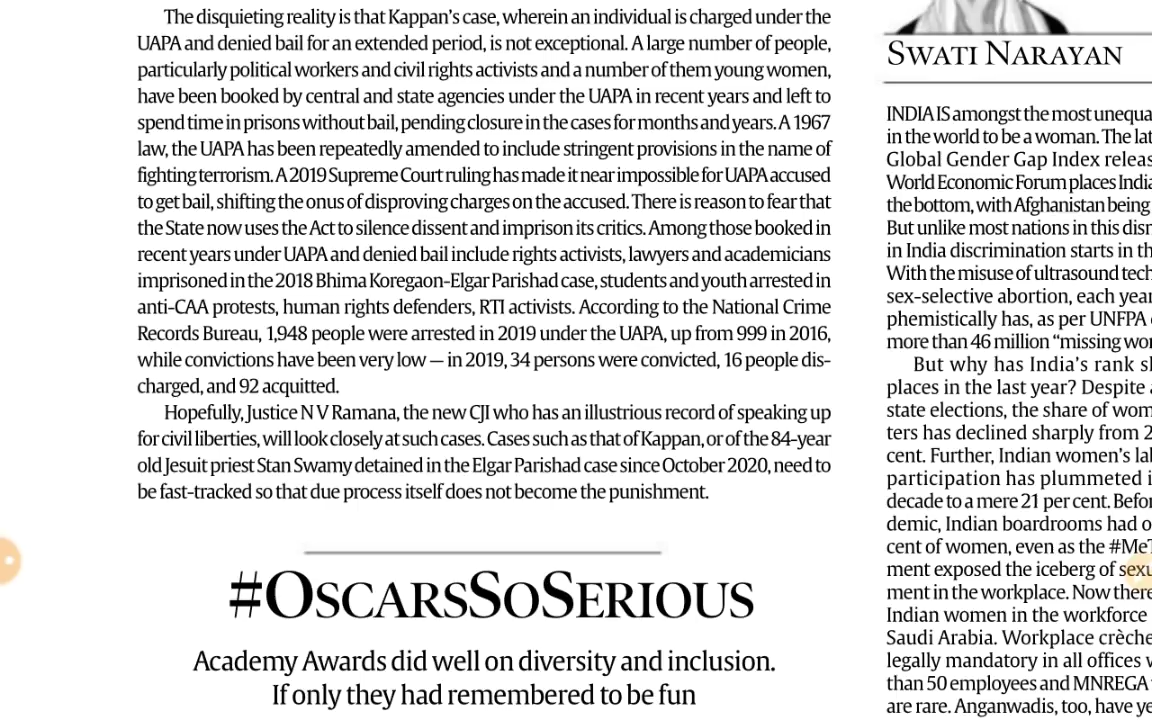 The disquieting reality is that Kappan's case, wherein an individual is charged under the
UAPA and denied bail for an extended period, is not exceptional. A large number of people,
particularly political workers and civil rights activists and a number of them young women,
have been booked by central and state agencies under the UAPA in recent years and left to
spend time in prisons without bail, pending closure in the cases for months and years. A 1967
law, the UAPA has been repeatedly amended to include stringent provisions in the name of
fighting terrorism. A 2019 Supreme Court ruling has made it near impossible for UAPA accused
to get bail, shifting the onus of disproving charges on the accused. There is reason to fear that
the State now uses the Act to silence dissent and imprison its critics. Among those booked in
recent years under UAPA and denied bail include rights activists, lawyers and academicians
imprisoned in the 2018 Bhima Koregaon-Elgar Parishad case, students and youth arrested in
anti-CAA protests, human rights defenders, RTI activists. According to the National Crime
Records Bureau, 1,948 people were arrested in 2019 under the UAPA, up from 999 in 2016,
while convictions have been very low — in 2019, 34 persons were convicted, 16 people dis-
charged, and 92 acquitted.
Hopefully, Justice N V Ramana, the new CJI who has an illustrious record of speaking up
for civil liberties, will look closely at such cases. Cases such as that of Kappan, or of the 84-year
old Jesuit priest Stan Swamy detained in the Elgar Parishad case since October 2020, need to
be fast-tracked so that due process itself does not become the punishment.
#OSCARSSOSERIOUS
Academy Awards did well on diversity and inclusion.
If only they had remembered to be fun
SWATI NARAYAN
INDIA IS amongst the most unequa
in the world to be a woman. The lat
Global Gender Gap Index releas
World Economic Forum places India
the bottom, with Afghanistan being
But unlike most nations in this disn
in India discrimination starts in th
With the misuse of ultrasound tech
sex-selective abortion, each year
phemistically has, as per UNFPA
more than 46 million "missing wor
But why has India's rank sl
places in the last year? Despite a
state elections, the share of wom
ters has declined sharply from 2
cent. Further, Indian women's lab
participation has plummeted i
decade to a mere 21 per cent. Befor
demic, Indian boardrooms had o
cent of women, even as the #MeT
ment exposed the iceberg of sexu
ment in the workplace. Now there
Indian women in the workforce
Saudi Arabia. Workplace crèche
legally mandatory in all offices w
than 50 employees and MNREGA
are rare. Anganwadis, too, have ye